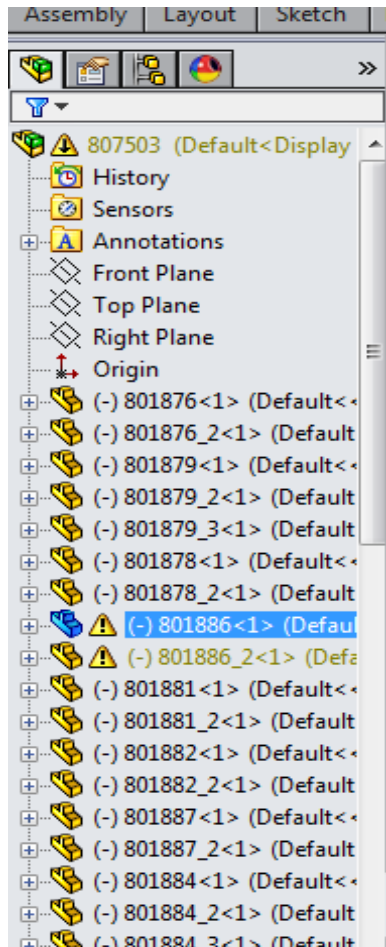 Assembly Layout Sketch
»
807503 (Default<Display
History
Sensors
A Annotations
Front Plane
Top Plane
Right Plane
Origin
(-) 801876<1> (Default<<
(-) 801876_2<1> (Default
(-) 801879<1> (Default<<
(-) 801879_2<1> (Default
(-) 801879_3<1> (Default
(-) 801878<1> (Default<<
(-) 801878_2<1> (Default
(-) 801886<1> (Defaul
(-) 801886_2<1> (Defa
(-) 801881<1> (Default<<
(-) 801881_2<1> (Default
(-) 801882<1> (Default<<
(-) 801882_2<1> (Default
(-) 801887<1> (Default<<
(-) 801887_2<1> (Default
(-) 801884<1> (Default<<
(-) 801884_2<1> (Default
(-) 801884_3<1> (Default